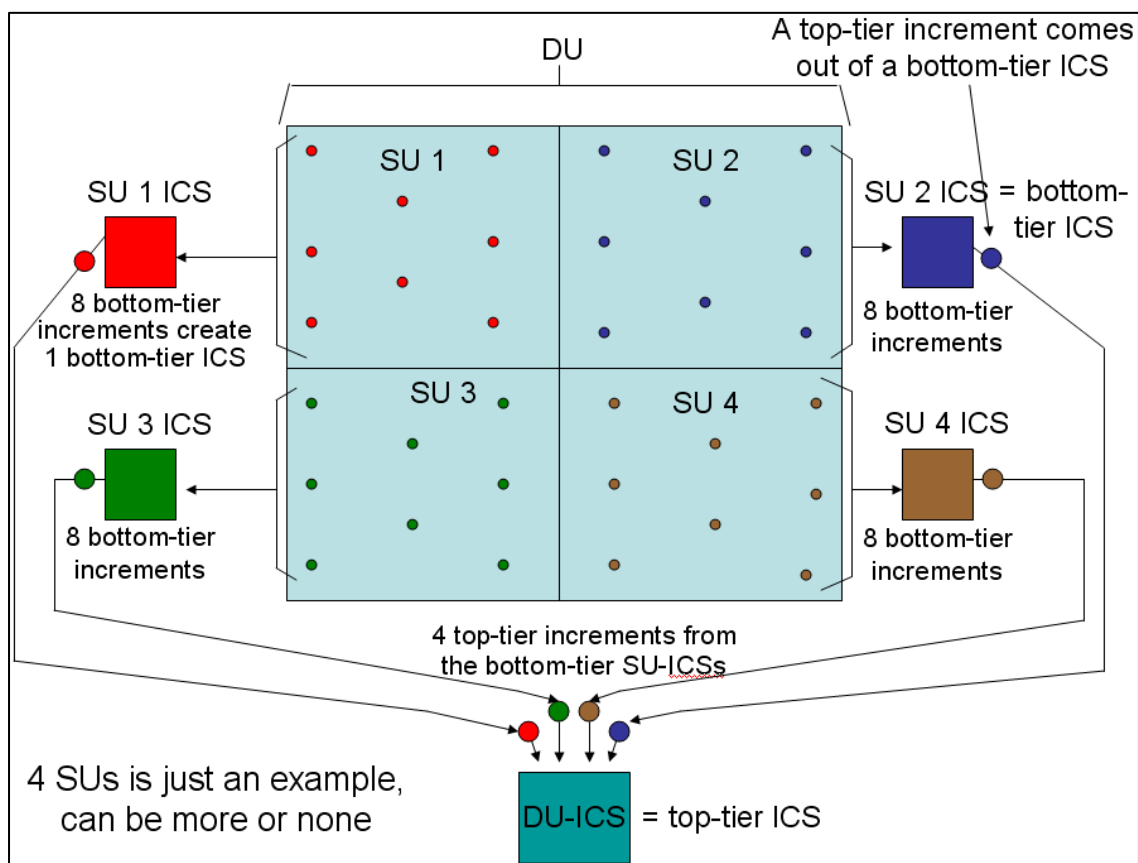 DU
A top-tier increment comes
out of a bottom-tier ICS
SU 1
SU 2
SU 1 ICS
SU 2 ICS = bottom-
tier ICS
8 bottom-tier
increments create
1 bottom-tier ICS
8 bottom-tier
increments
SU 3
SU 4
SU 3 ICS
SU 4 ICS
8 bottom-tier
increments
8 bottom-tier
increments
4 top-tier increments from
the bottom-tier SU-ICSs
4 SUs is just an example,
can be more or none
DU-ICS = top-tier ICS